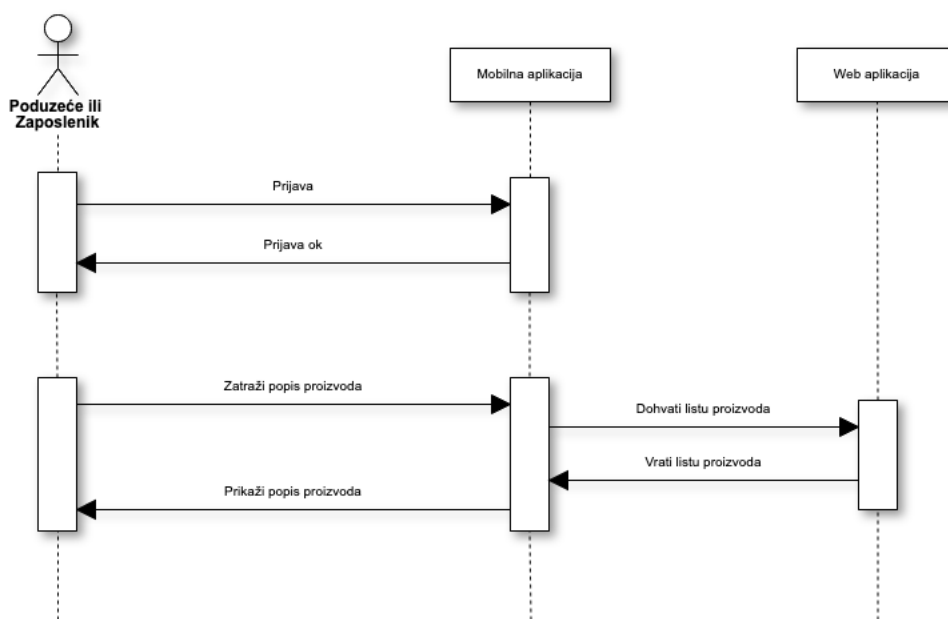 Poduzeće ili
Zaposlenik
Mobilna aplikacija
Web aplikacija
Prijava
Prijava ok
Zatraži popis proizvoda
Dohvati listu proizvoda
Vrati listu proizvoda
Prikaži popis proizvoda